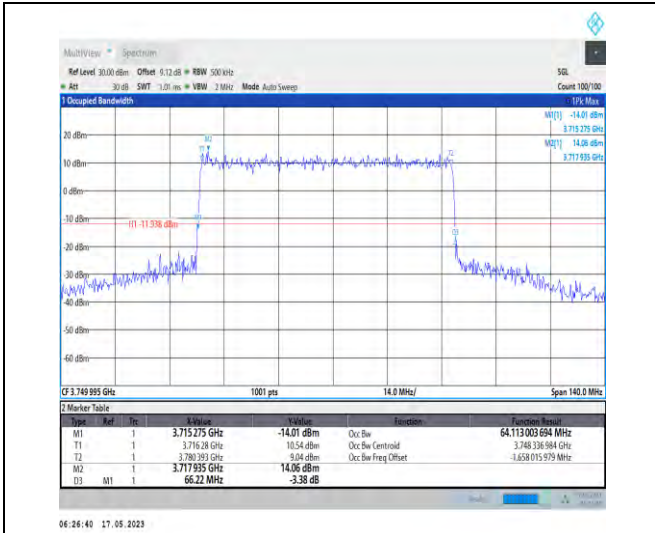 MultiView Spectrum
Ref Level 30.00 dBm Offset 9.12 dB RBW 500 kHz SGL
Att 30 dB SWT 1.01 ms VBW 2 MHz Mode Auto Sweep Count 100/100
1 Occupied Bandwidth 1Pk Max
M1[1] -14.01 dBm
3.715 275 GHz
M2[1] 14.06 dBm
3.717 935 GHz
20 dBm
M2
T1 T2
10 dBm
0 dBm
-10 dBm
M1
H1 -11.938 dBm
D3
-20 dBm
-30 dBm
-40 dBm
-50 dBm
-60 dBm
CF 3.749 995 GHz 1001 pts 14.0 MHz/ Span 140.0 MHz
2 Marker Table
Type Ref Trc X-Value Y-Value Function Function Result
M1 1 3.715 275 GHz -14.01 dBm Occ Bw 64.113 003 694 MHz
T1 1 3.716 28 GHz 10.54 dBm Occ Bw Centroid 3.748 336 984 GHz
T2 1 3.780 393 GHz 9.04 dBm Occ Bw Freq Offset -1.658 015 979 MHz
M2 1 3.717 935 GHz 14.06 dBm
D3 M1 1 66.22 MHz -3.38 dB
06:26:40 17.05.2023